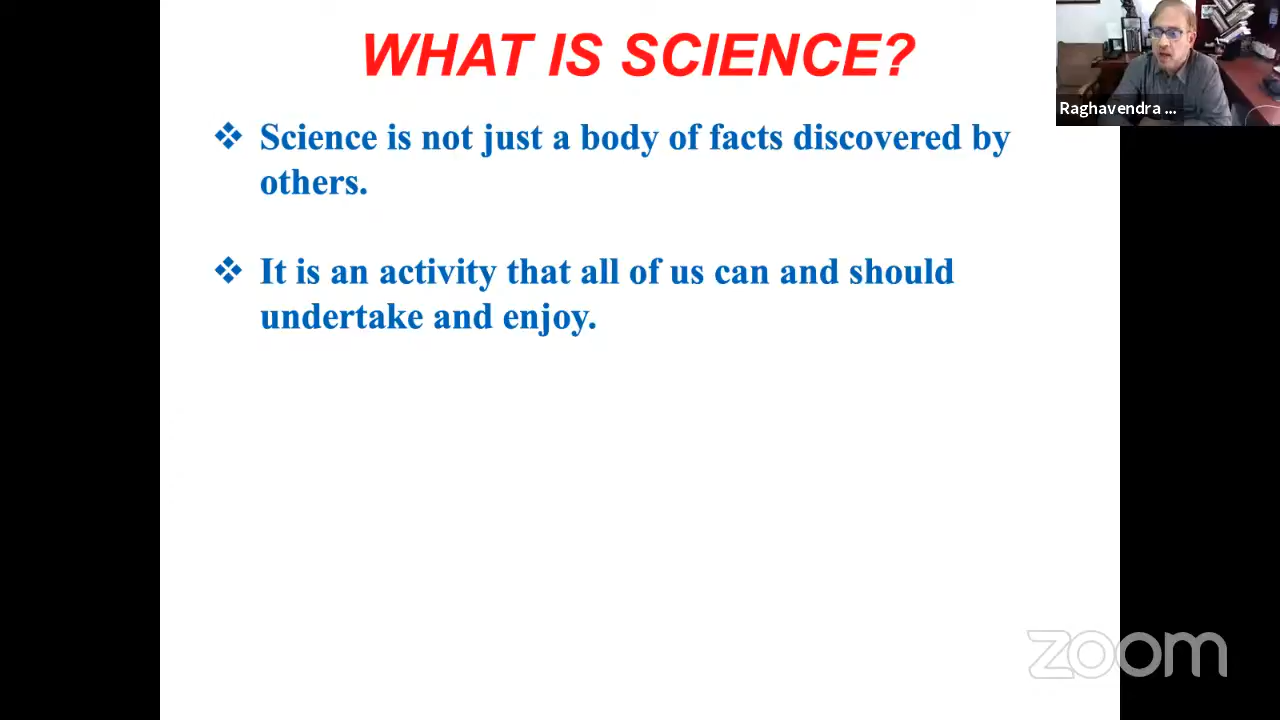 WHAT IS SCIENCE?
Raghavendra ...
❖ Science is not just a body of facts discovered by
others.
❖ It is an activity that all of us can and should
undertake and enjoy.
zoom